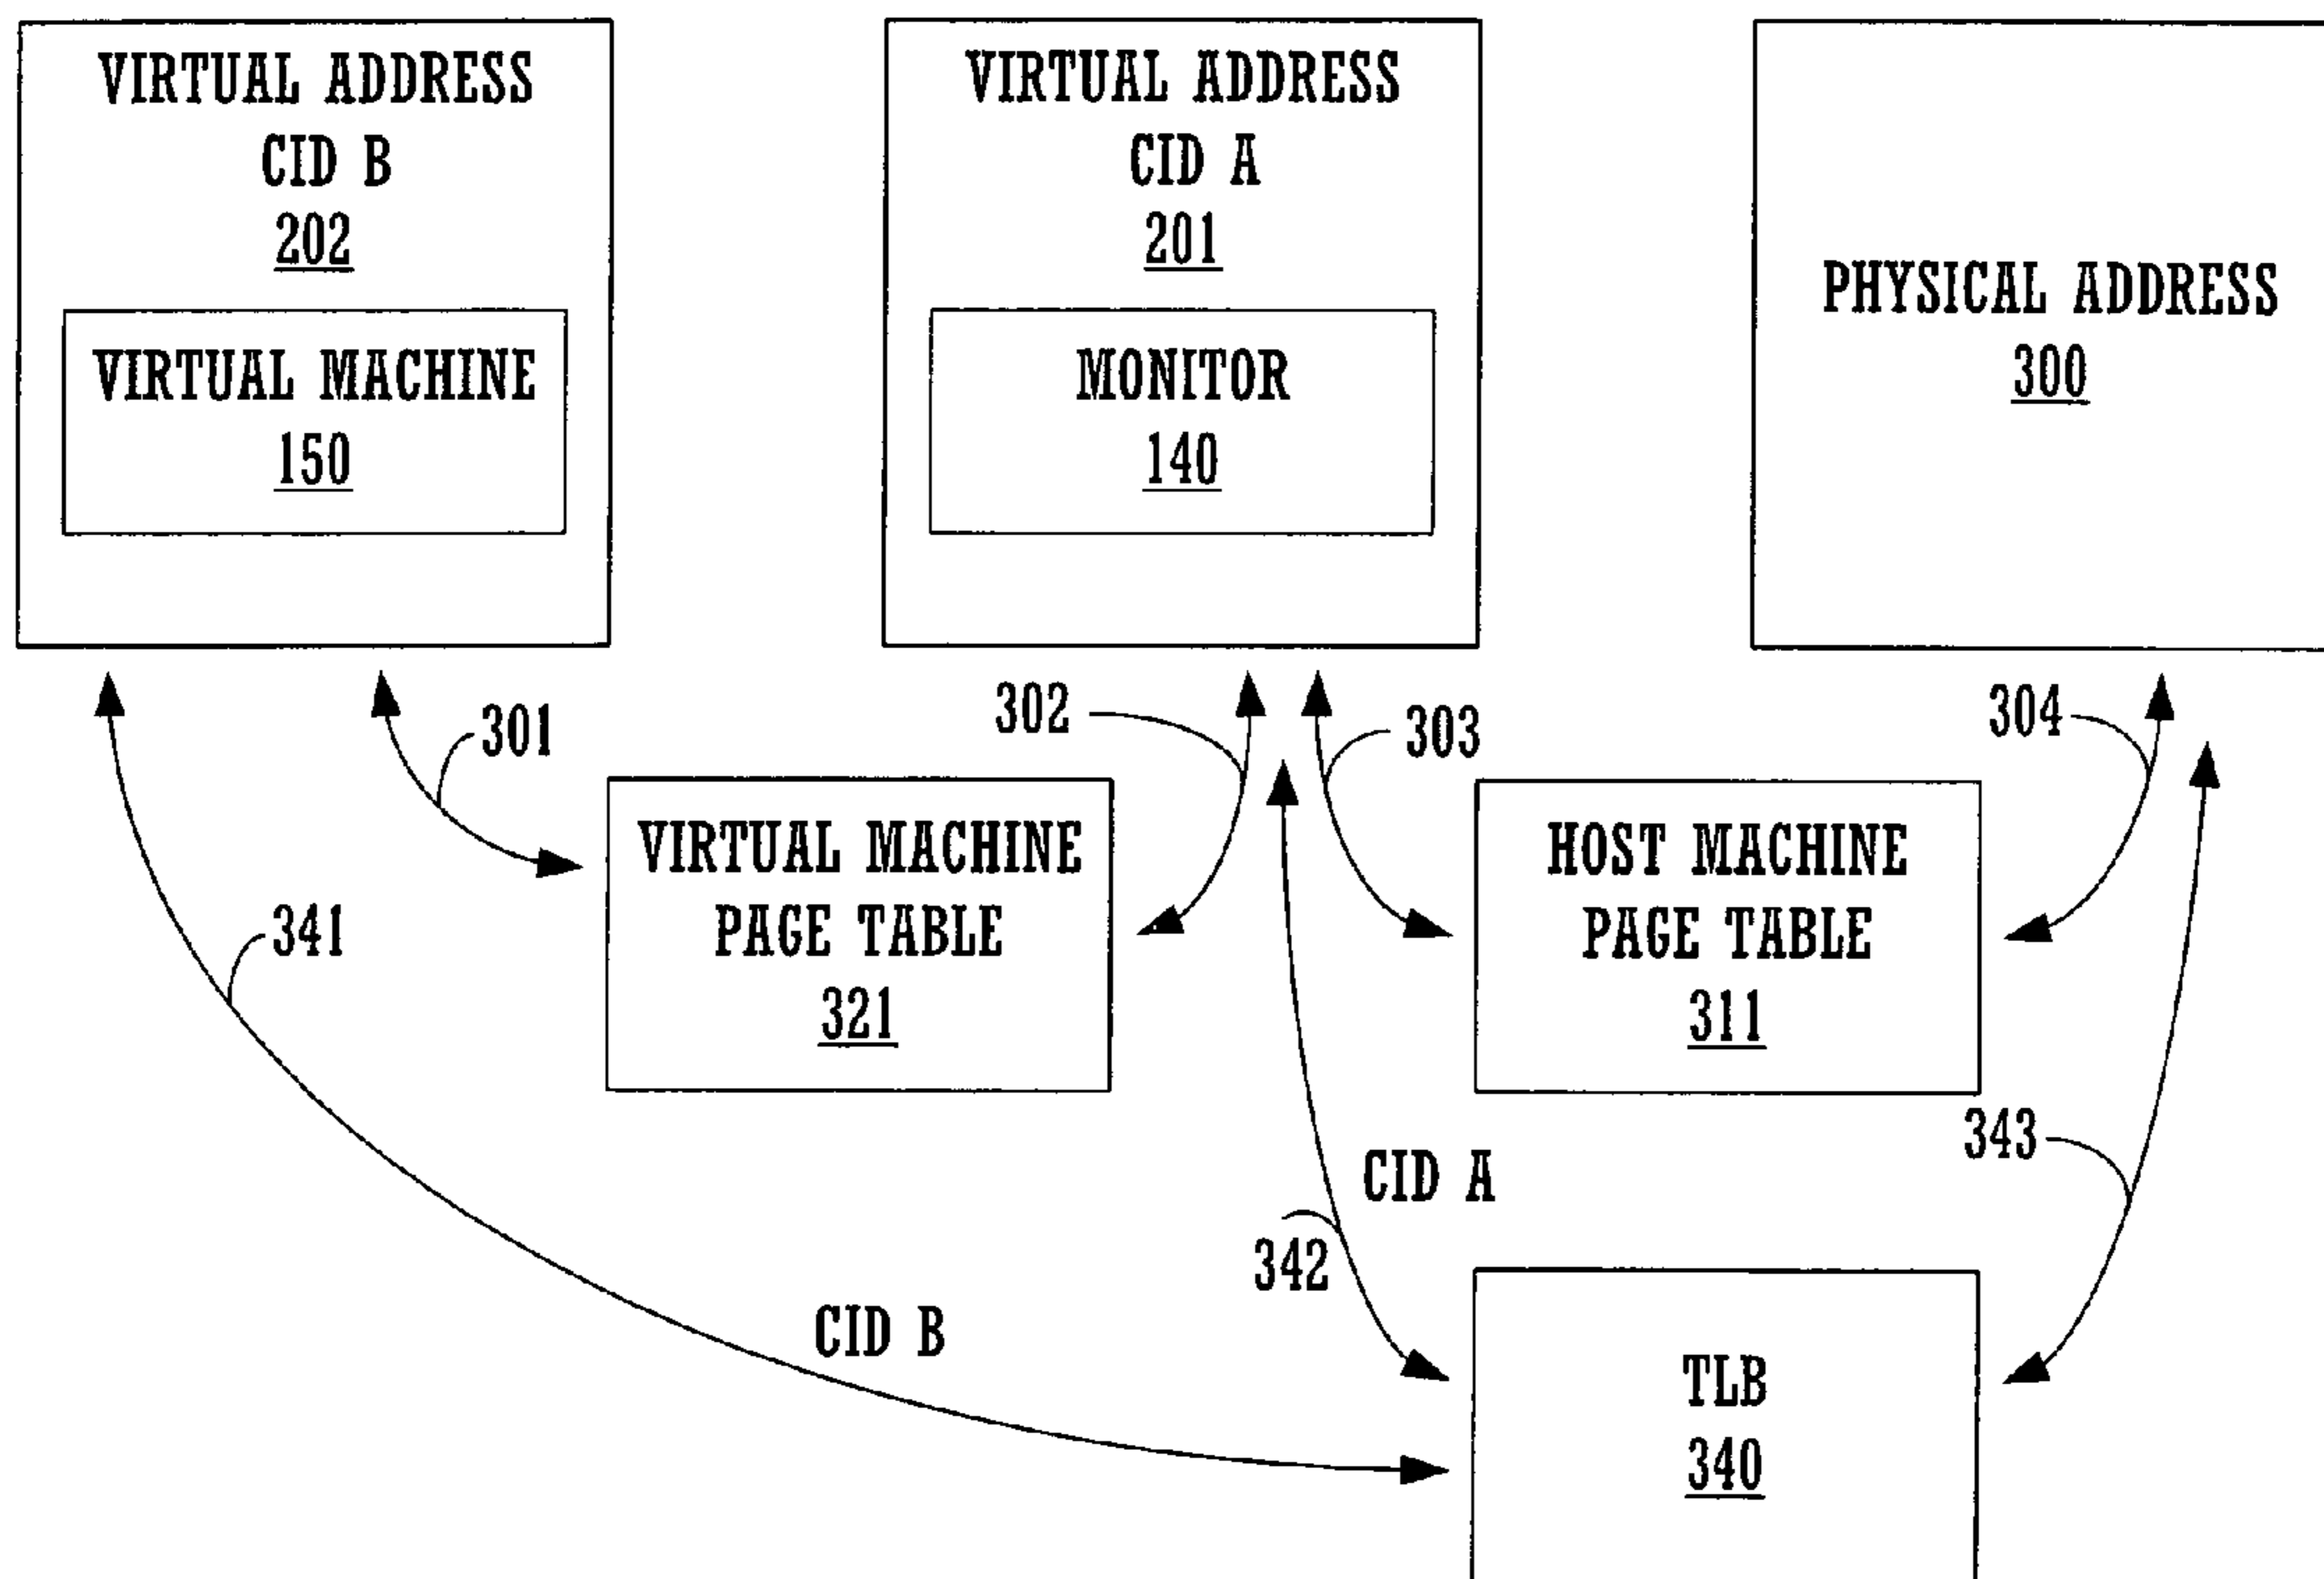 VIRTUAL ADDRESS
CID B
202
VIRTUAL MACHINE
150
VIRTUAL ADDRESS
CID A
201
MONITOR
140
PHYSICAL ADDRESS
300
301
302
303
304
341
VIRTUAL MACHINE
PAGE TABLE
321
HOST MACHINE
PAGE TABLE
311
343
CID A
342
CID B
TLB
340